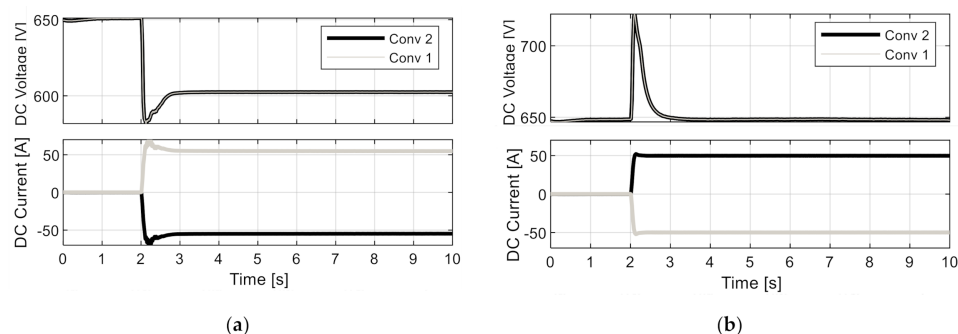 DC Voltage [V]
650
600
Conv 2
Conv 1
DC Current [A]
50
0
-50
0 1 2 3 4 5 6 7 8 9 10
Time [s]
(a)
DC Voltage [V]
700
650
Conv 2
Conv 1
DC Current [A]
50
0
-50
0 1 2 3 4 5 6 7 8 9 10
Time [s]
(b)